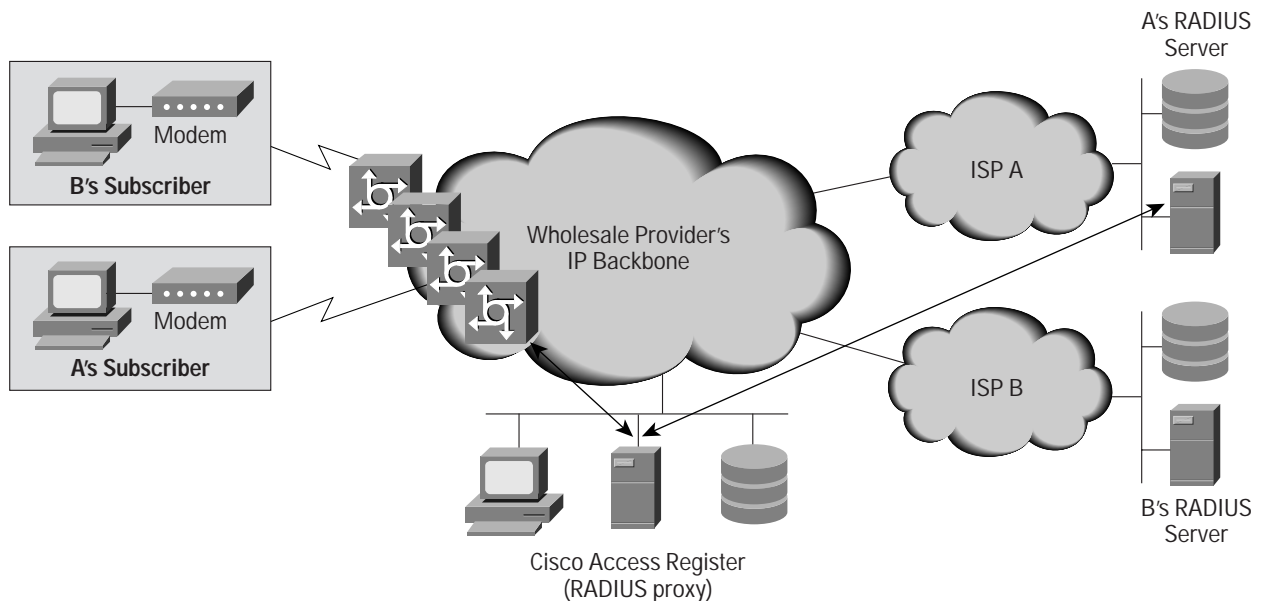 A's RADIUS
Server
Modem
B's Subscriber
ISP A
Wholesale Provider's
IP Backbone
Modem
A's Subscriber
ISP B
B's RADIUS
Server
Cisco Access Register
(RADIUS proxy)